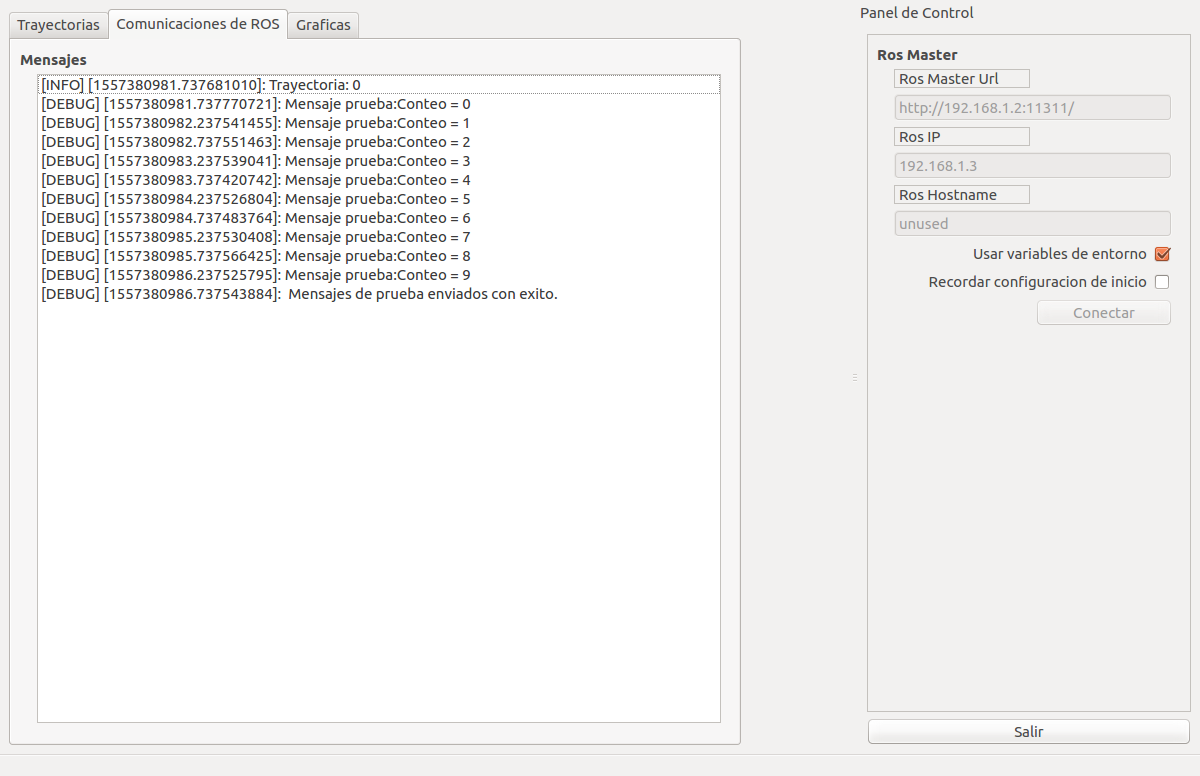 Trayectorias
Comunicaciones de ROS
Graficas
Mensajes
[INFO] [1557380981.737681010]: Trayectoria: 0
[DEBUG] [1557380981.737770721]: Mensaje prueba:Conteo = 0
[DEBUG] [1557380982.237541455]: Mensaje prueba:Conteo = 1
[DEBUG] [1557380982.737551463]: Mensaje prueba:Conteo = 2
[DEBUG] [1557380983.237539041]: Mensaje prueba:Conteo = 3
[DEBUG] [1557380983.737420742]: Mensaje prueba:Conteo = 4
[DEBUG] [1557380984.237526804]: Mensaje prueba:Conteo = 5
[DEBUG] [1557380984.737483764]: Mensaje prueba:Conteo = 6
[DEBUG] [1557380985.237530408]: Mensaje prueba:Conteo = 7
[DEBUG] [1557380985.737566425]: Mensaje prueba:Conteo = 8
[DEBUG] [1557380986.237525795]: Mensaje prueba:Conteo = 9
[DEBUG] [1557380986.737543884]:  Mensajes de prueba enviados con exito.
Panel de Control
Ros Master
Ros Master Url
http://192.168.1.2:11311/
Ros IP
192.168.1.3
Ros Hostname
unused
Usar variables de entorno
Recordar configuracion de inicio
Conectar
Salir